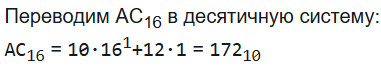 Переводим AC₁₆ в десятичную систему:
AC₁₆ = 10·16¹+12·1 = 172₁₀